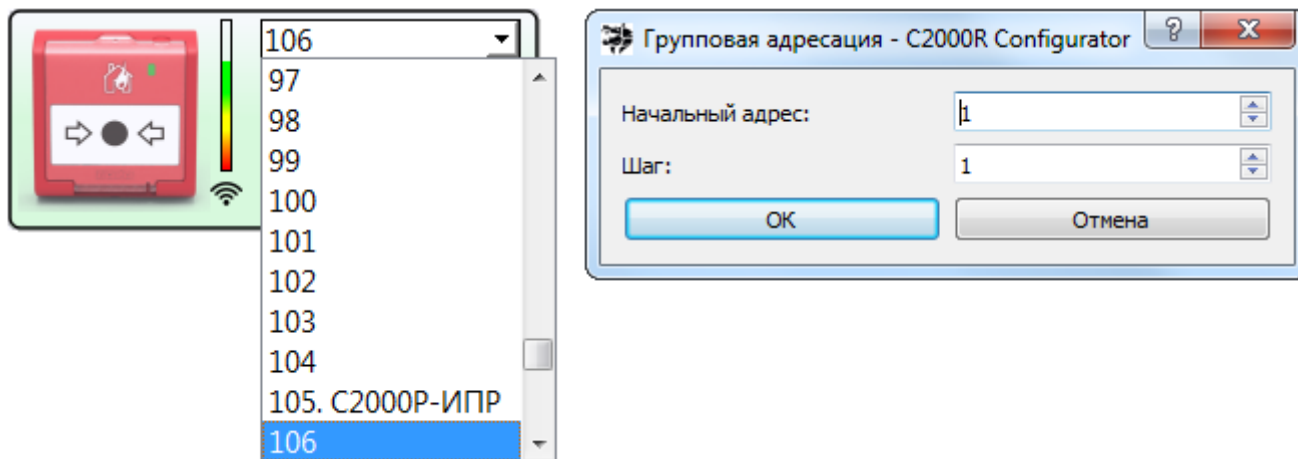 106
97
98
99
100
101
102
103
104
105. С2000Р-ИПР
106
Групповая адресация - C2000R Configurator
Начальный адрес:
1
Шаг:
1
ОК
Отмена